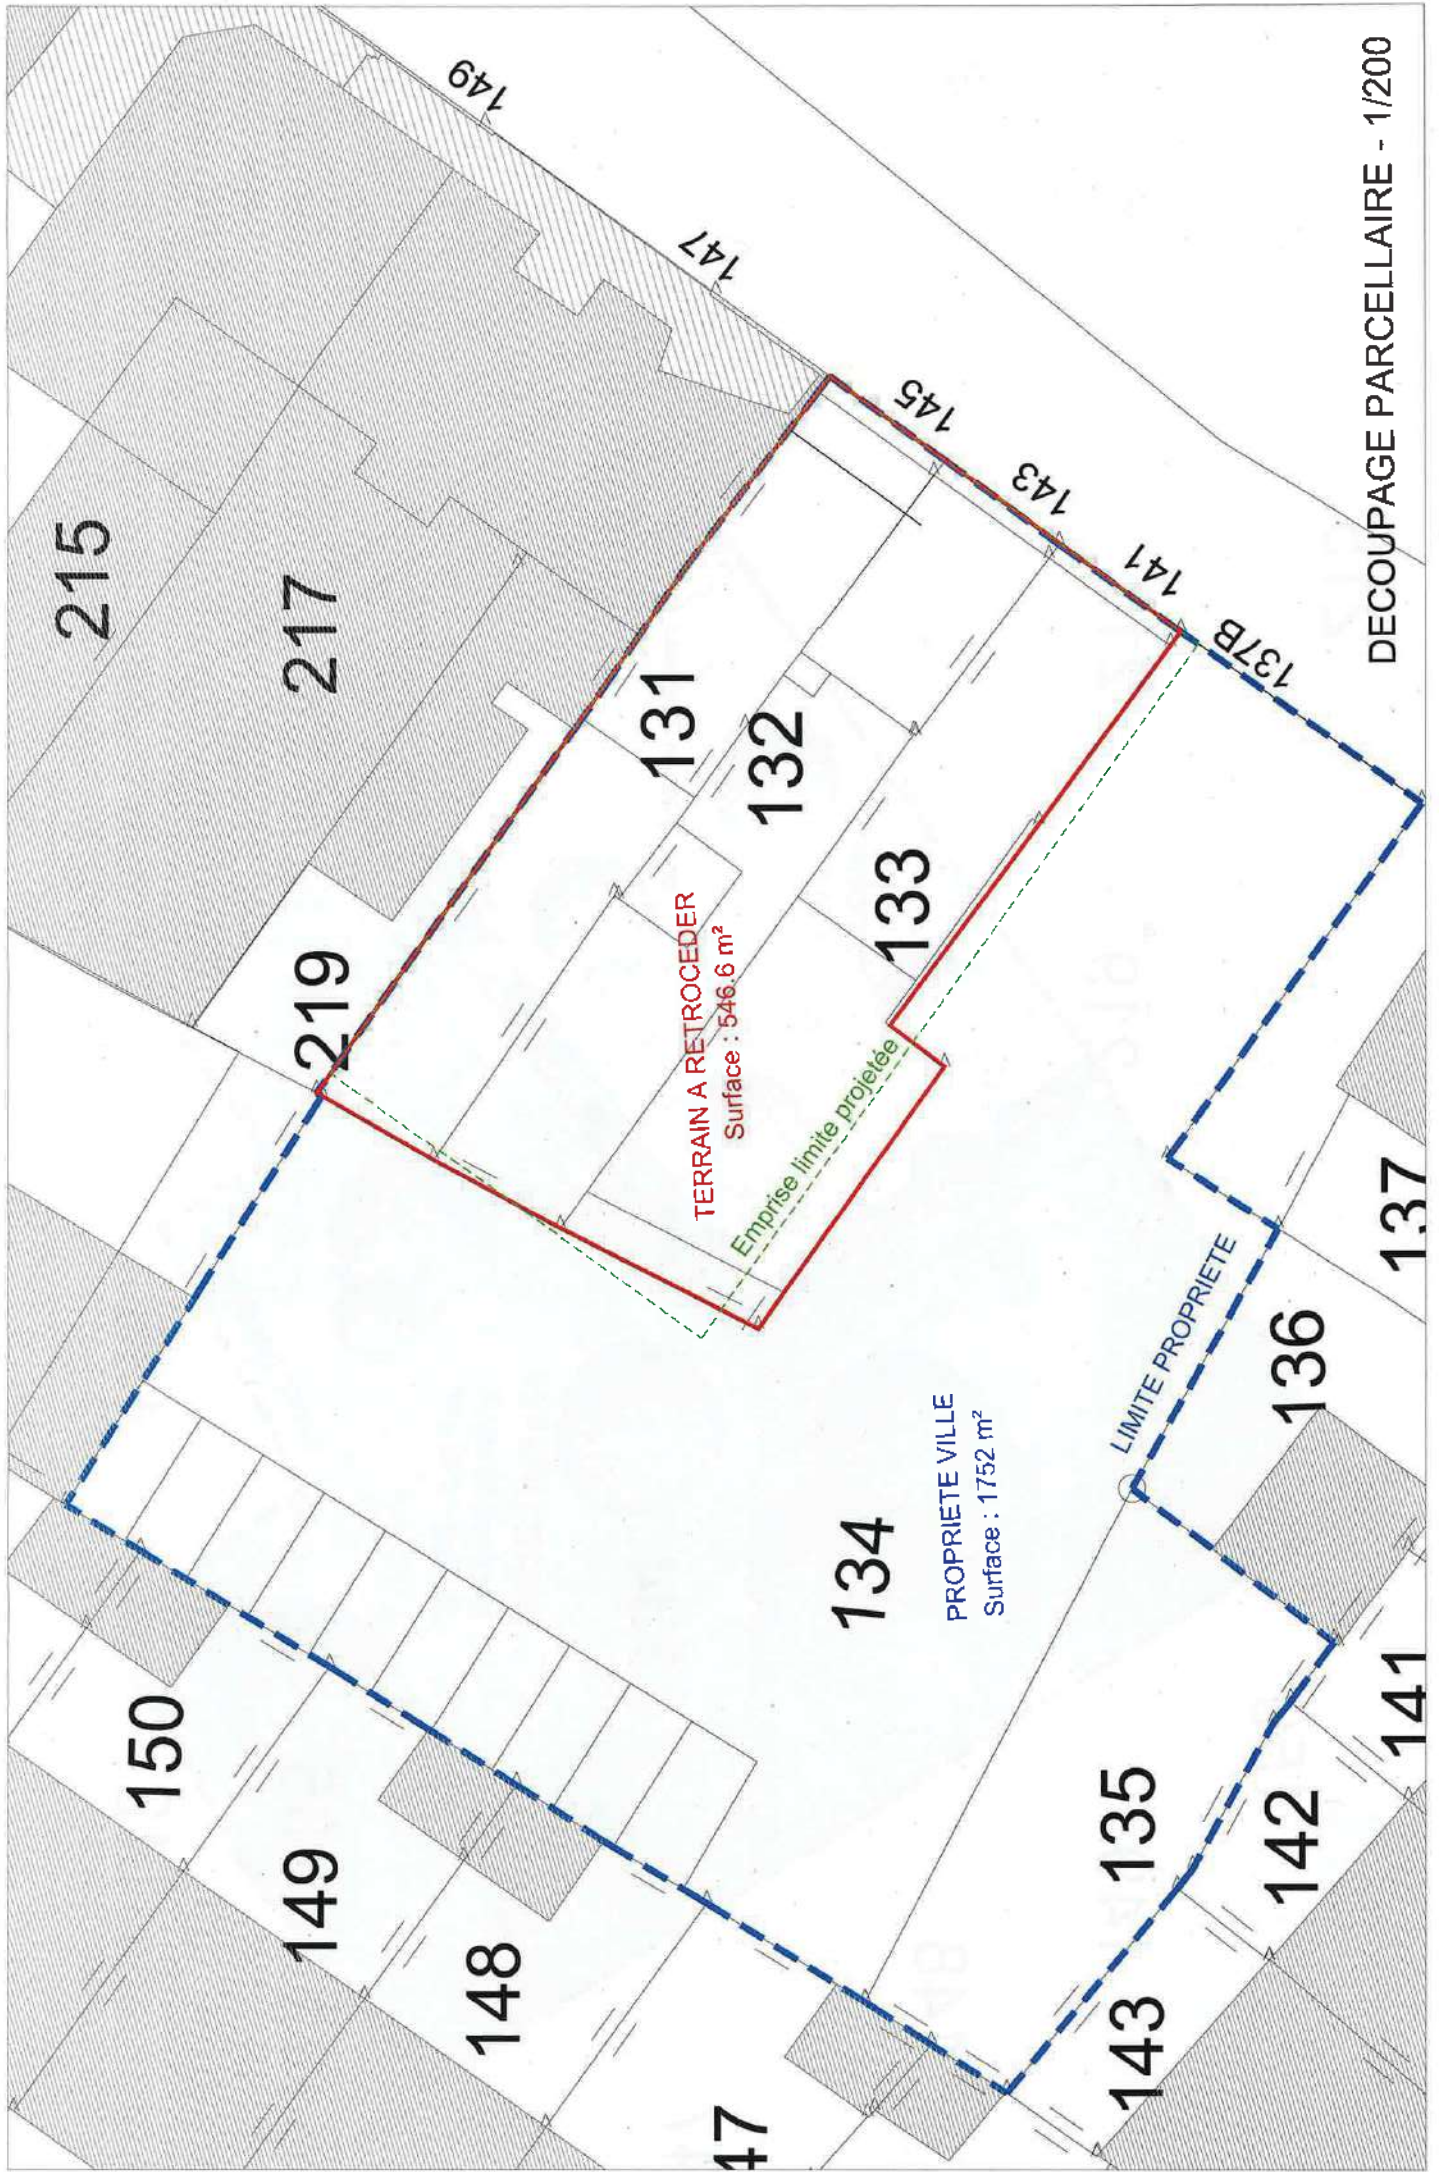 DECOUPAGE PARCELLAIRE - 1/200
149
147
145
143
141
137B
215
217
219
131
132
133
TERRAIN A RETROCEDER
Surface : 546.6 m²
Emprise limite projetée
PROPRIETE VILLE
Surface : 1752 m²
LIMITE PROPRIETE
134
135
136
137
141
142
143
47
148
149
150